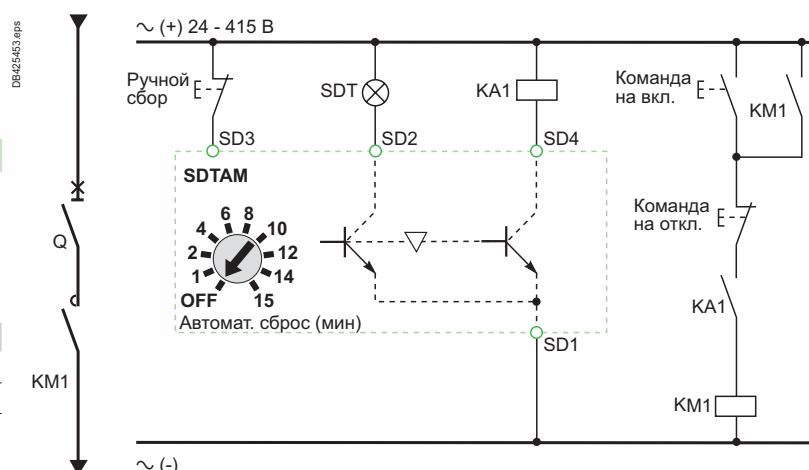 DB425453.eps
∼ (+) 24 - 415 В
Ручной
сбор
SDT
KA1
Команда
на вкл.
KM1
SD3
SD2
SD4
SDTAM
6
8
4
10
2
12
1
14
OFF
15
Автомат. сброс (мин)
SD1
Команда
на откл.
KA1
KM1
Q
KM1
∼ (-)